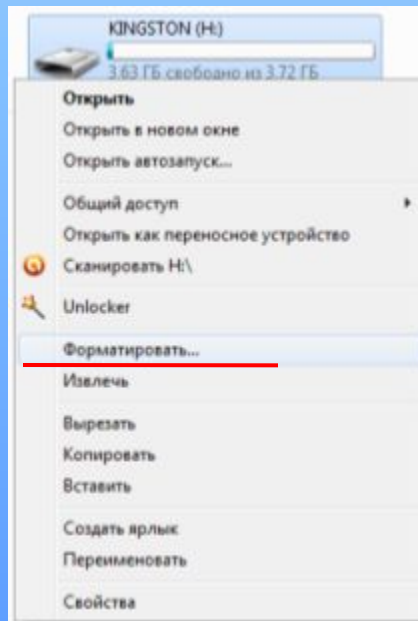 KINGSTON (H:)
3.63 ГБ свободно из 3.72 ГБ
Открыть
Открыть в новом окне
Открыть автозапуск...
Общий доступ
Открыть как переносное устройство
Сканировать H:\
Unlocker
Форматировать...
Извлечь
Вырезать
Копировать
Вставить
Создать ярлык
Переименовать
Свойства